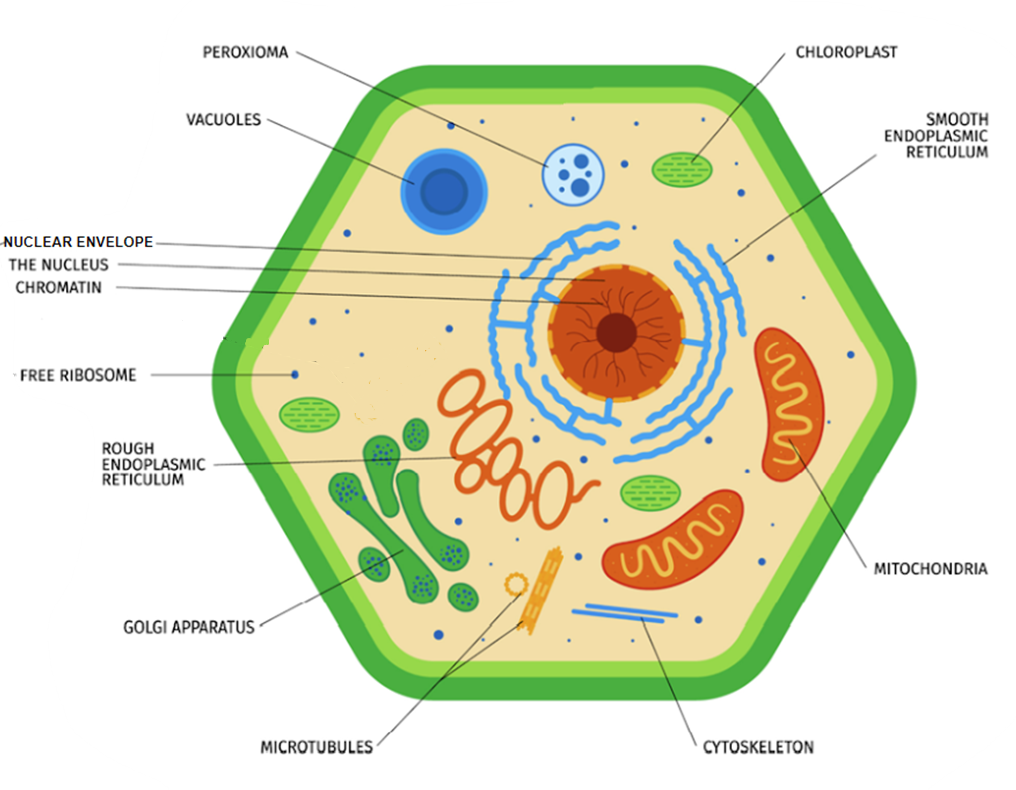 PEROXIOMA
CHLOROPLAST
VACUOLES
SMOOTH
ENDOPLASMIC
RETICULUM
NUCLEAR ENVELOPE
THE NUCLEUS
CHROMATIN
FREE RIBOSOME
ROUGH
ENDOPLASMIC
RETICULUM
MITOCHONDRIA
GOLGI APPARATUS
MICROTUBULES
CYTOSKELETON